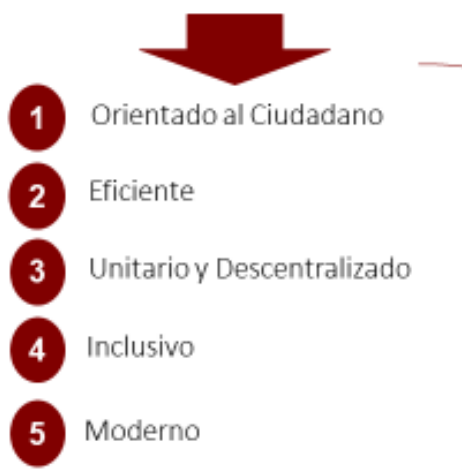 1 Orientado al Ciudadano
2 Eficiente
3 Unitario y Descentralizado
4 Inclusivo
5 Moderno